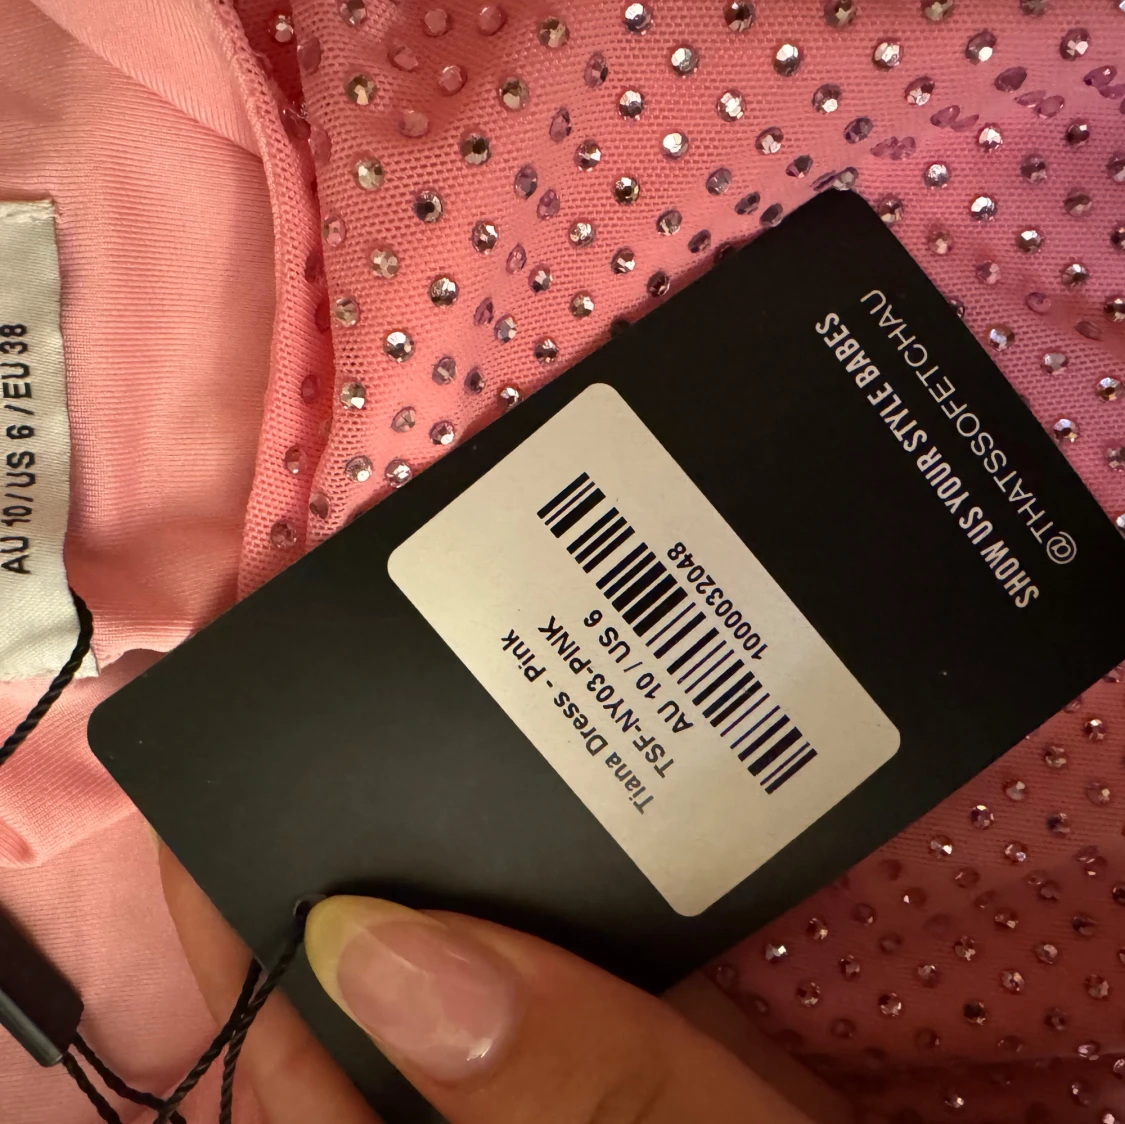 AU 10/US 6 /EU 38
SHOW US YOUR STYLE BABES
@THATSSOFETCHAU
Tiana Dress - Pink
TSF-NY03-PINK
AU 10 / US 6
1000032048